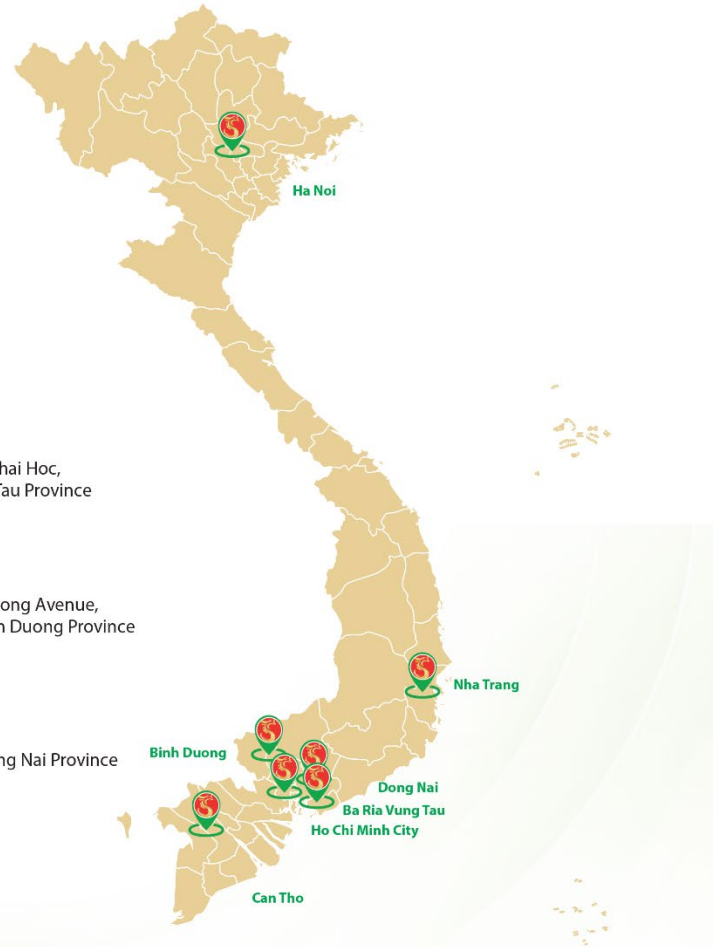 Ha Noi
hai Hoc,
Tau Province
ong Avenue,
Duong Province
Nha Trang
Binh Duong
ng Nai Province
Dong Nai
Ba Ria Vung Tau
Ho Chi Minh City
Can Tho